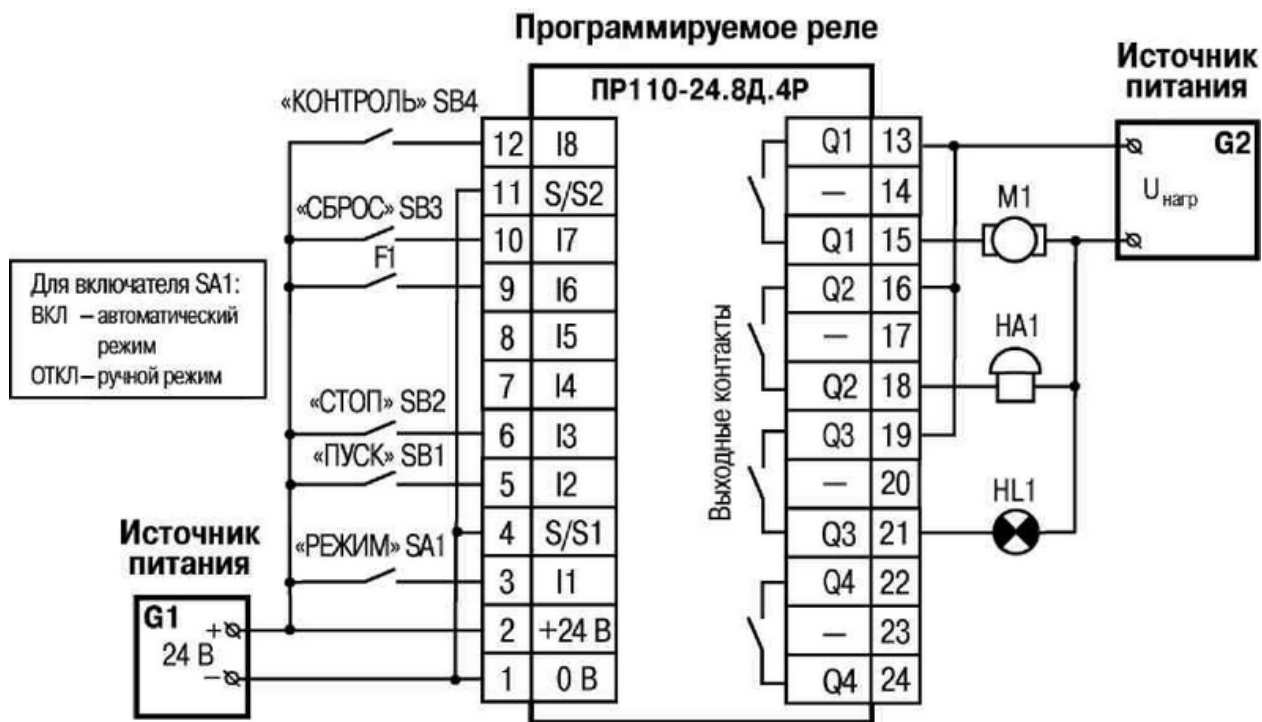 Программируемое реле
ПР110-24.8Д.4Р
Источник
питания
G2
U нагр
«КОНТРОЛЬ» SB4
«СБРОС» SB3
F1
Для включателя SA1:
ВКЛ – автоматический
режим
ОТКЛ – ручной режим
«СТОП» SB2
«ПУСК» SB1
«РЕЖИМ» SA1
Источник
питания
G1
+
24 В
–
12 I8
11 S/S2
10 I7
9 I6
8 I5
7 I4
6 I3
5 I2
4 S/S1
3 I1
2 +24 В
1 0 В
Выходные контакты
Q1 13
– 14
Q1 15
Q2 16
– 17
Q2 18
Q3 19
– 20
Q3 21
Q4 22
– 23
Q4 24
M1
HA1
HL1